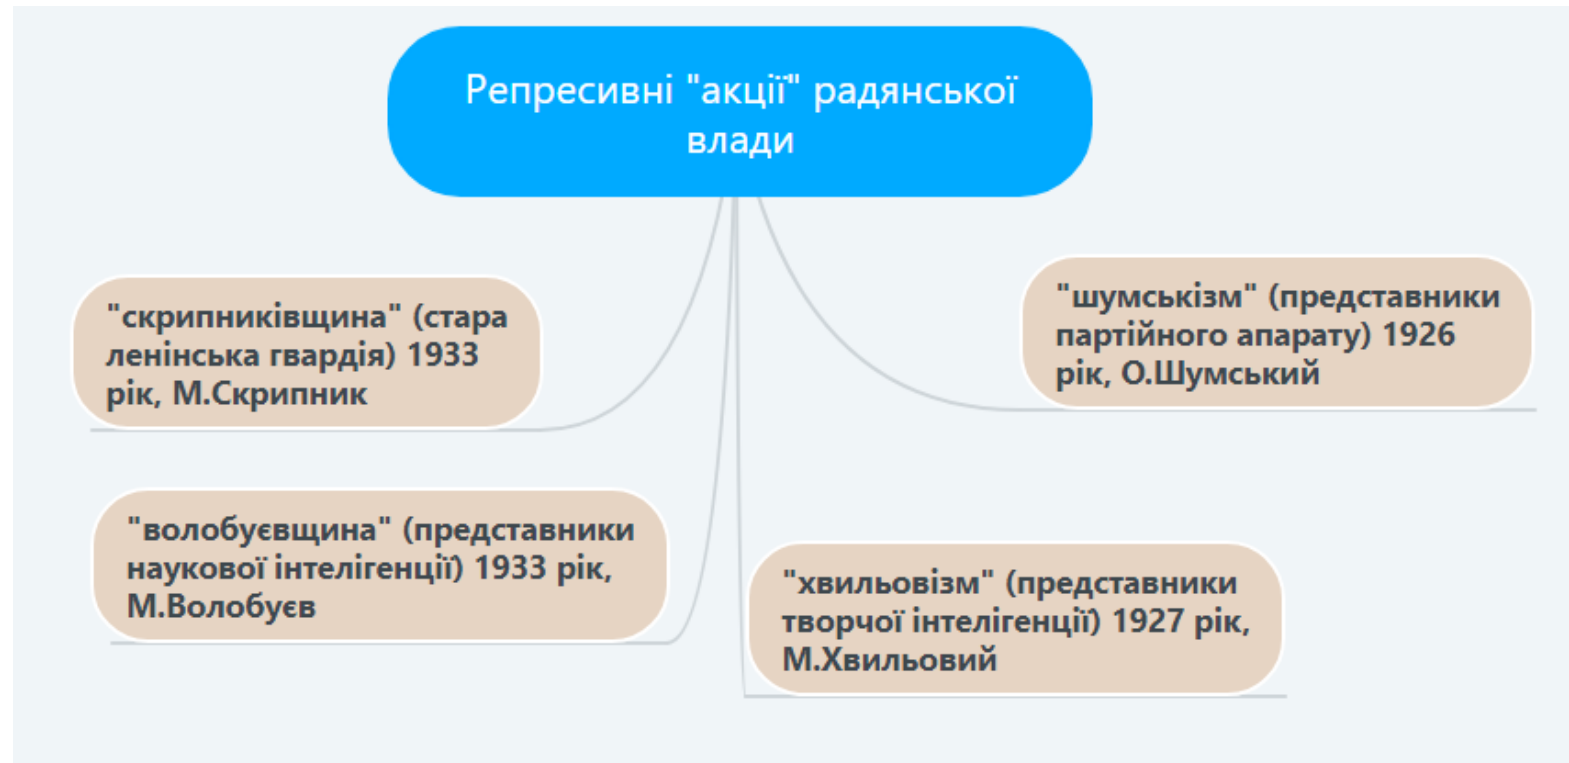 Репресивні "акції" радянської
влади
"скрипниківщина" (стара
ленінська гвардія) 1933
рік, М.Скрипник
"шумськізм" (представники
партійного апарату) 1926
рік, О.Шумський
"волобуєвщина" (представники
наукової інтелігенції) 1933 рік,
М.Волобуєв
"хвильовізм" (представники
творчої інтелігенції) 1927 рік,
М.Хвильовий